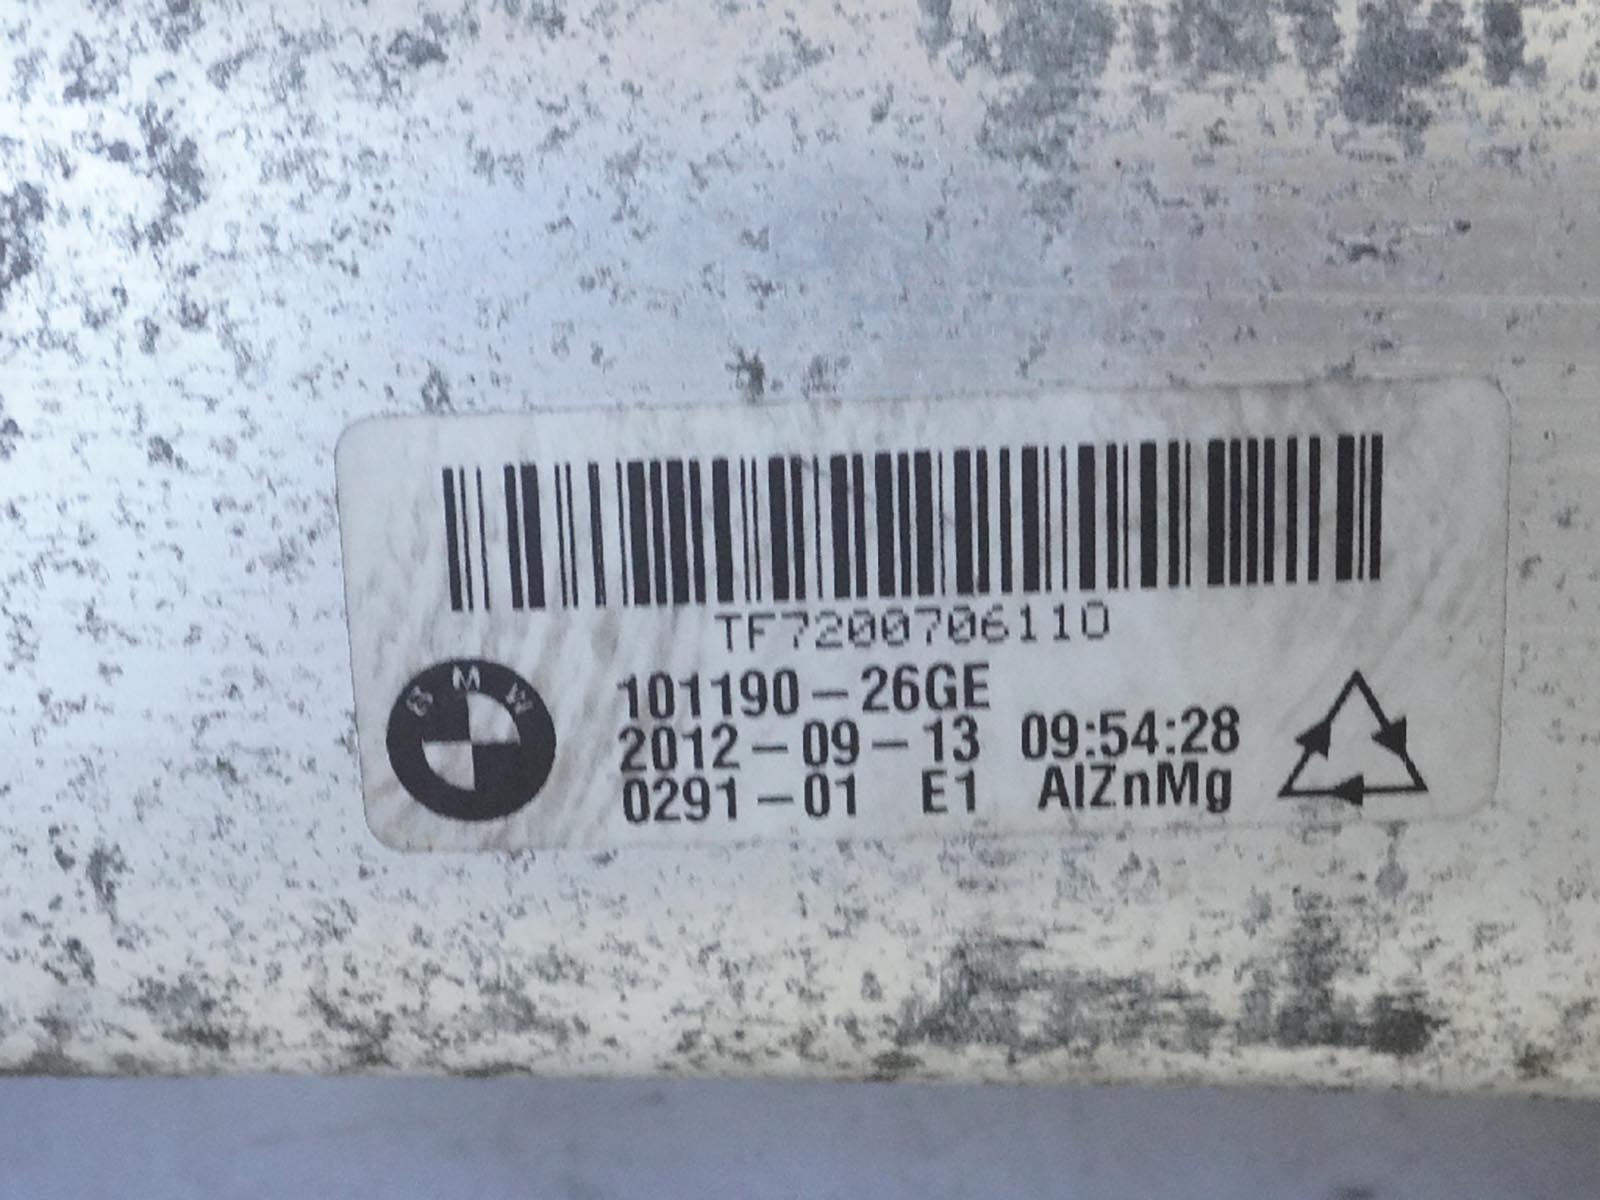 TF7200706110
BMW
101190-26GE
2012-09-13 09:54:28
0291-01 E1 AlZnMg